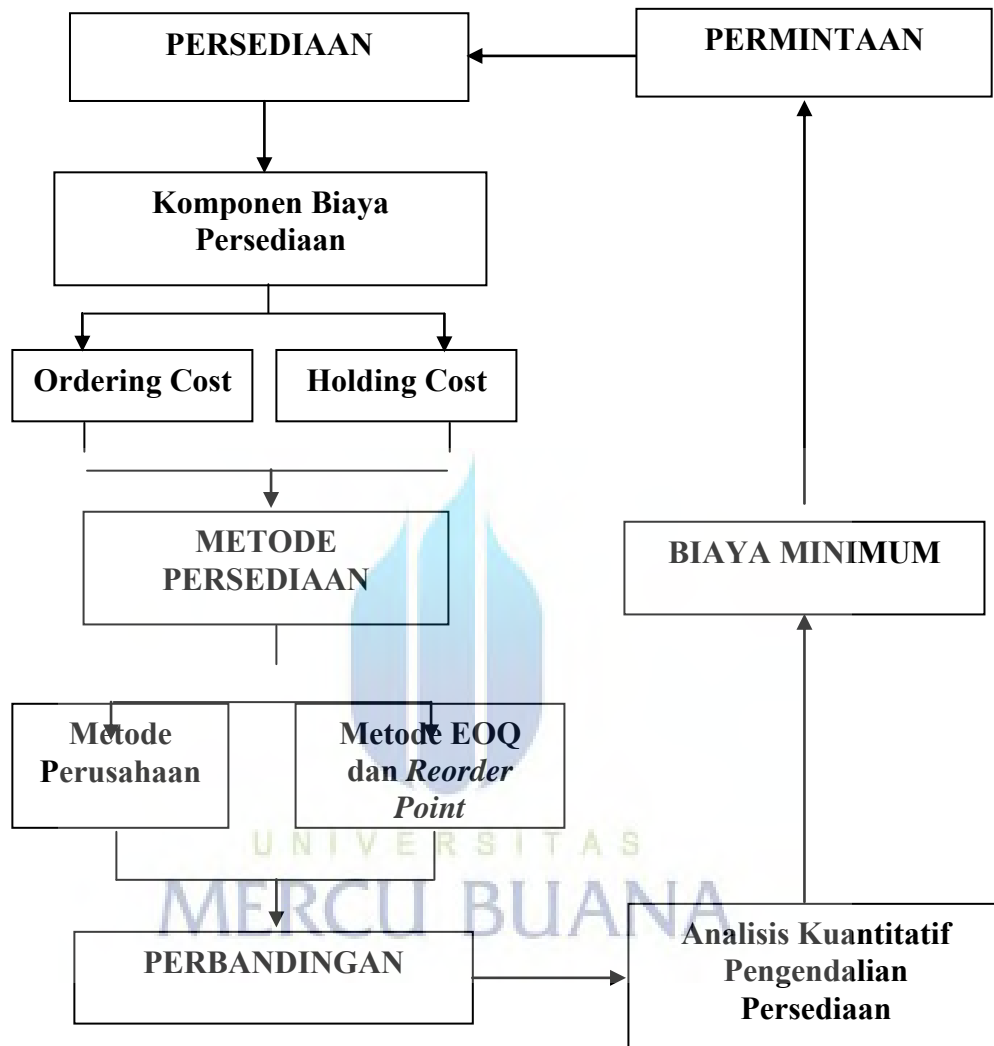 PERSEDIAAN
PERMINTAAN
Komponen Biaya
Persediaan
Ordering Cost
Holding Cost
METODE
PERSEDIAAN
BIAYA MINIMUM
Metode
Perusahaan
Metode EOQ
dan Reorder
Point
UNIVERSITAS
MERCU BUANA
PERBANDINGAN
Analisis Kuantitatif
Pengendalian
Persediaan